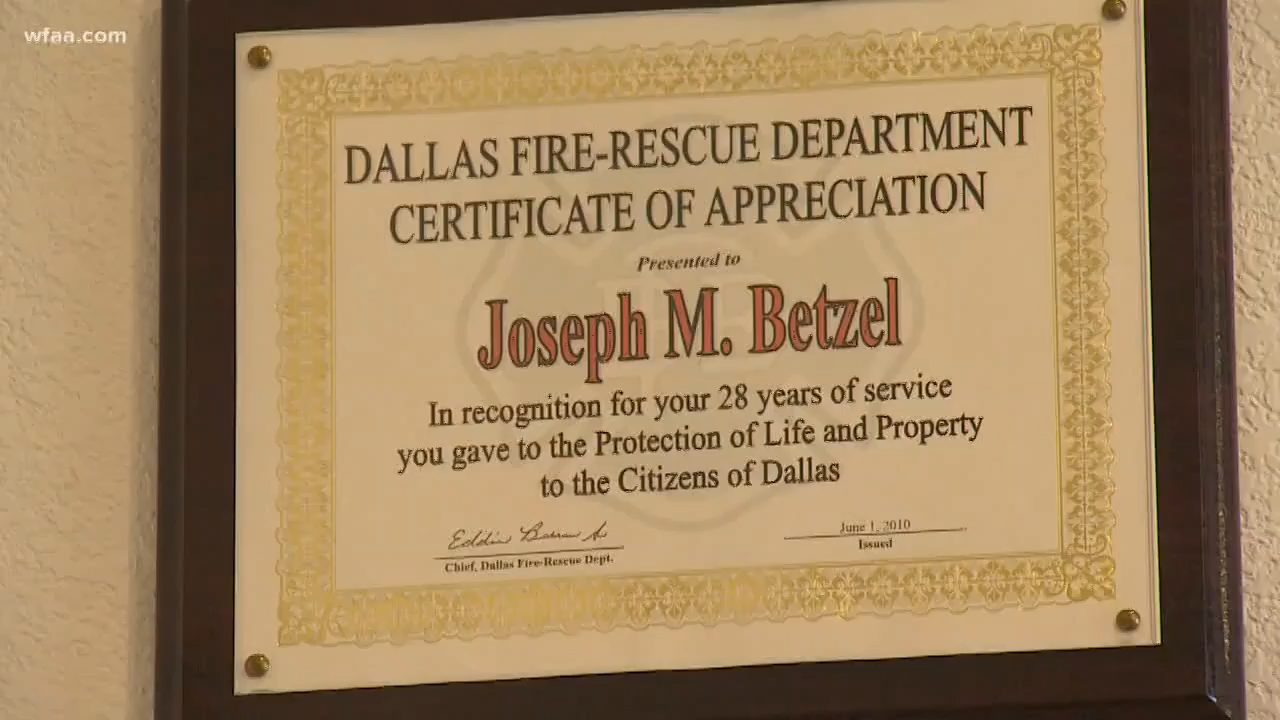 wfaa.com
DALLAS FIRE-RESCUE DEPARTMENT
CERTIFICATE OF APPRECIATION
Presented to
Joseph M. Betzel
In recognition for your 28 years of service
you gave to the Protection of Life and Property
to the Citizens of Dallas
Eddie
Chief, Dallas Fire-Rescue Dept.
June 1, 2010
Issued